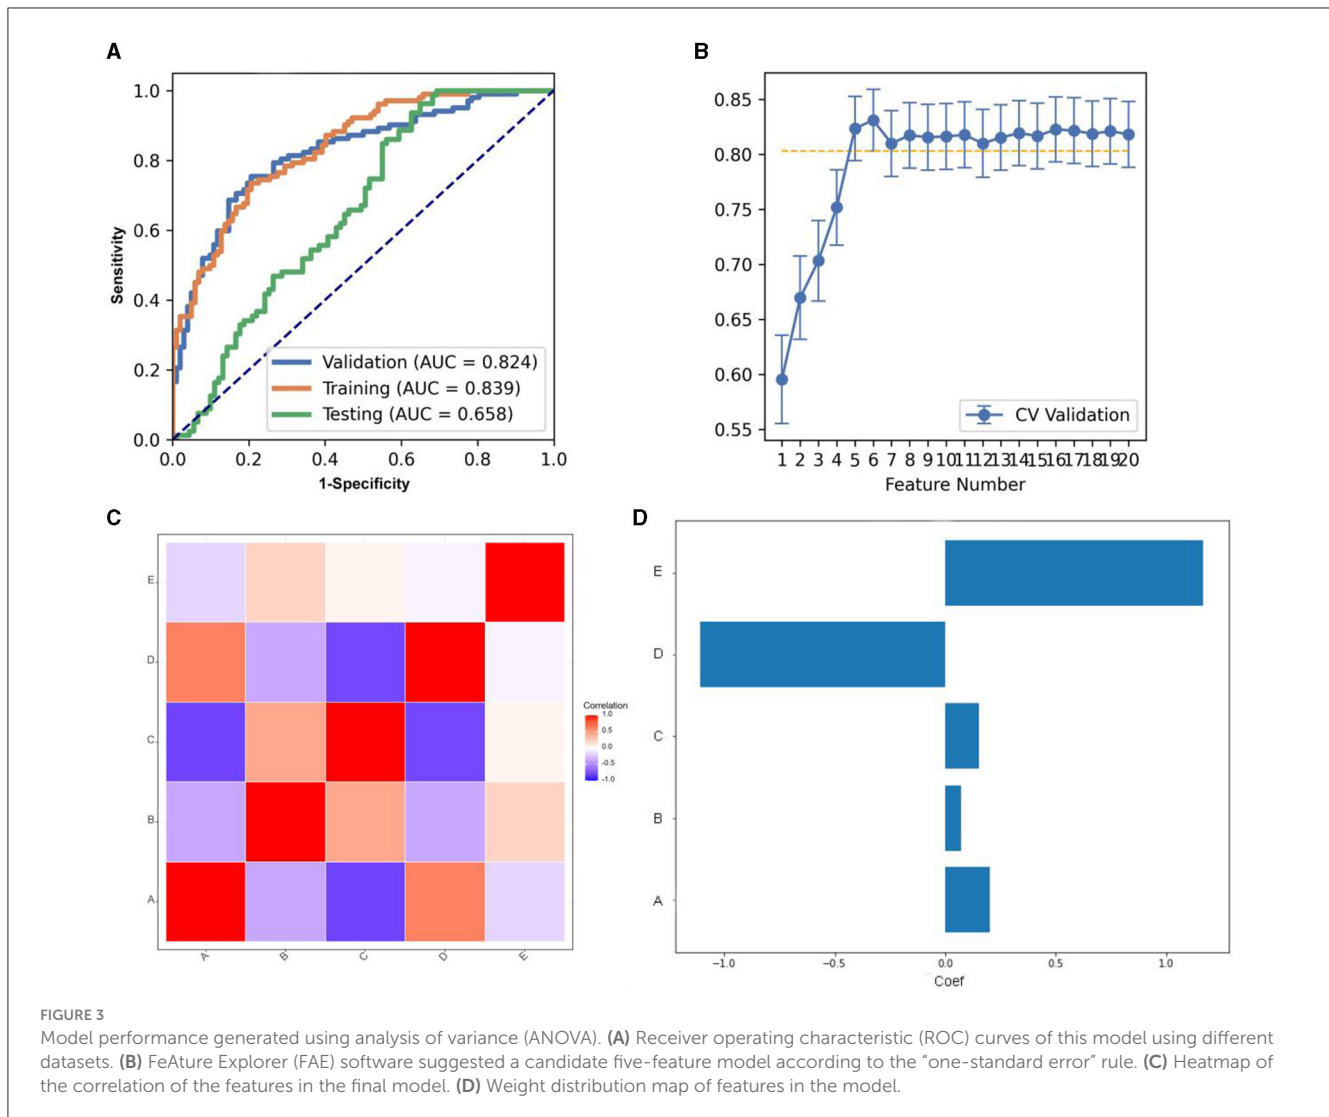 A
1.0
0.8
0.6
0.4
0.2
0.0
Sensitivity
Validation (AUC = 0.824)
Training (AUC = 0.839)
Testing (AUC = 0.658)
0.0 0.2 0.4 0.6 0.8 1.0
1-Specificity
B
0.85
0.80
0.75
0.70
0.65
0.60
0.55
CV Validation
1 2 3 4 5 6 7 8 9 10 11 12 13 14 15 16 17 18 19 20
Feature Number
C
E
D
C
B
A
A B C D E
Correlation
1.0
0.5
0.0
-0.5
-1.0
D
E
D
C
B
A
−1.0 −0.5 0.0 0.5 1.0
Coef
FIGURE 3
Model performance generated using analysis of variance (ANOVA). (A) Receiver operating characteristic (ROC) curves of this model using different
datasets. (B) FeAture Explorer (FAE) software suggested a candidate five-feature model according to the “one-standard error” rule. (C) Heatmap of
the correlation of the features in the final model. (D) Weight distribution map of features in the model.